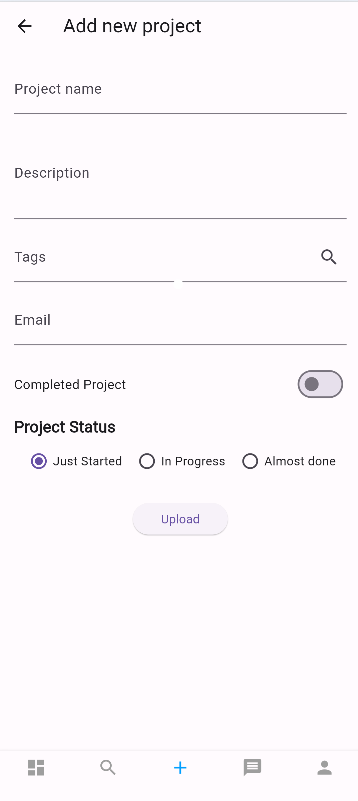 Add new project
Project name
Description
Tags
Email
Completed Project
Project Status
Just Started In Progress Almost done
Upload